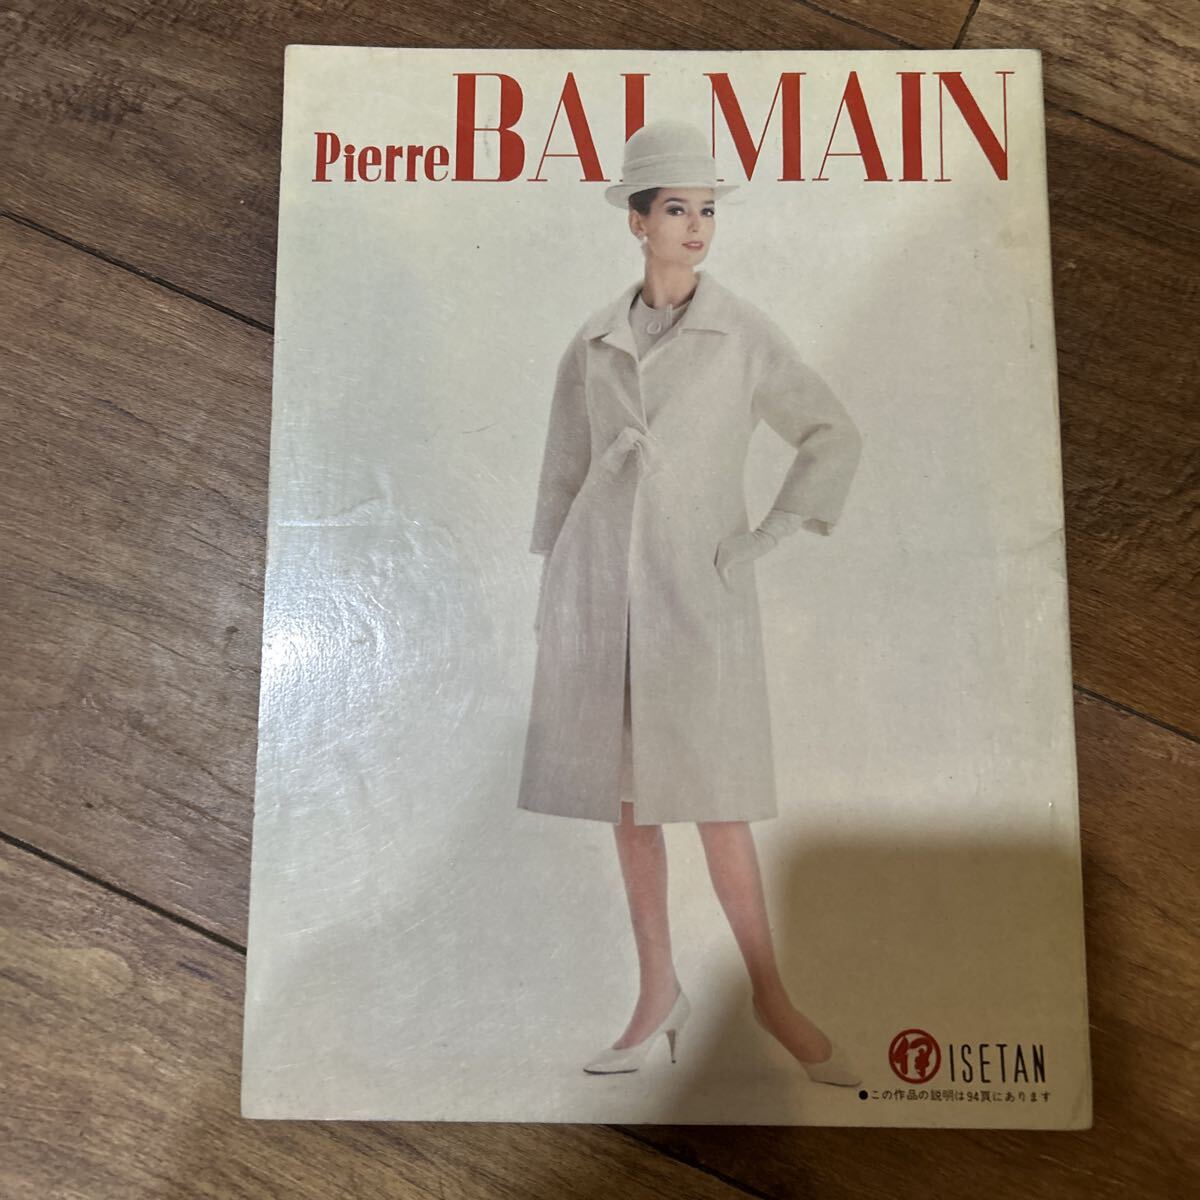 Pierre BALMAIN
伊 ISETAN
●この作品の説明は94頁にあります